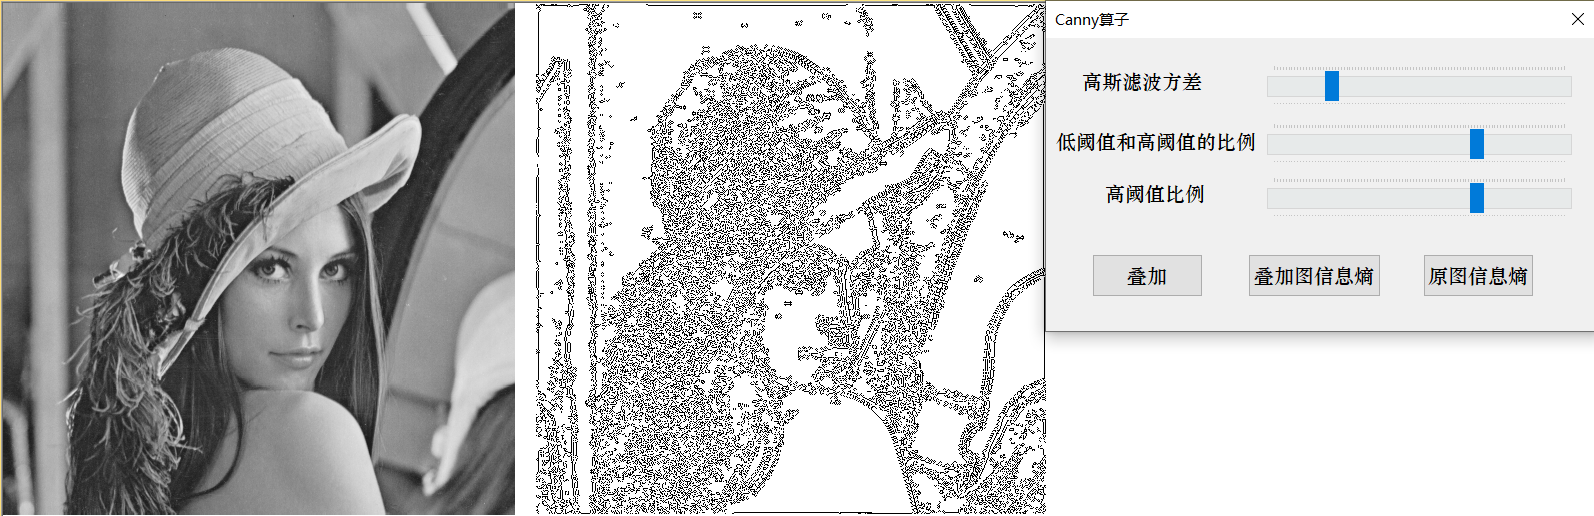 Canny算子
高斯滤波方差
低阈值和高阈值的比例
高阈值比例
叠加
叠加图信息熵
原图信息熵